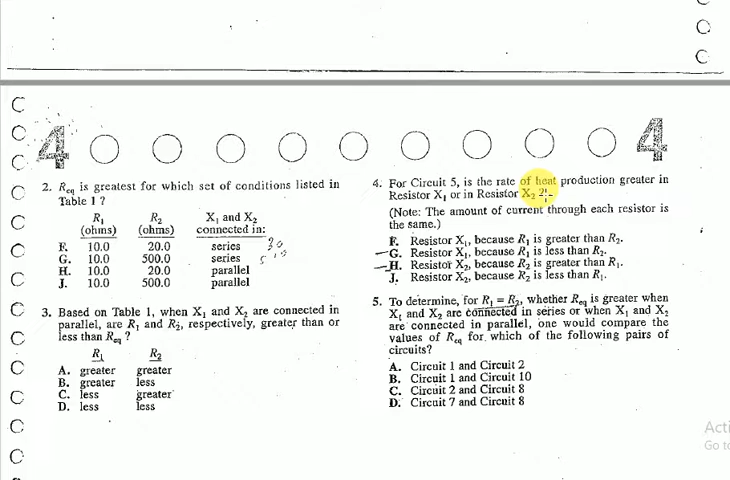 4
4
2. Req is greatest for which set of conditions listed in
Table 1 ?
R1 R2 X1 and X2
(ohms) (ohms) connected in:
F. 10.0 20.0 series 30
G. 10.0 500.0 series
H. 10.0 20.0 parallel
J. 10.0 500.0 parallel
3. Based on Table 1, when X1 and X2 are connected in
parallel, are R1 and R2, respectively, greater than or
less than Req ?
R1 R2
A. greater greater
B. greater less
C. less greater
D. less less
4. For Circuit 5, is the rate of heat production greater in
Resistor X1 or in Resistor X2 ?
(Note: The amount of current through each resistor is
the same.)
F. Resistor X1, because R1 is greater than R2.
G. Resistor X1, because R1 is less than R2.
H. Resistor X2, because R2 is greater than R1.
J. Resistor X2, because R2 is less than R1.
5. To determine, for R1 = R2, whether Req is greater when
X1 and X2 are connected in series or when X1 and X2
are connected in parallel, one would compare the
values of Req for which of the following pairs of
circuits?
A. Circuit 1 and Circuit 2
B. Circuit 1 and Circuit 10
C. Circuit 2 and Circuit 8
D. Circuit 7 and Circuit 8
Acti
Go to